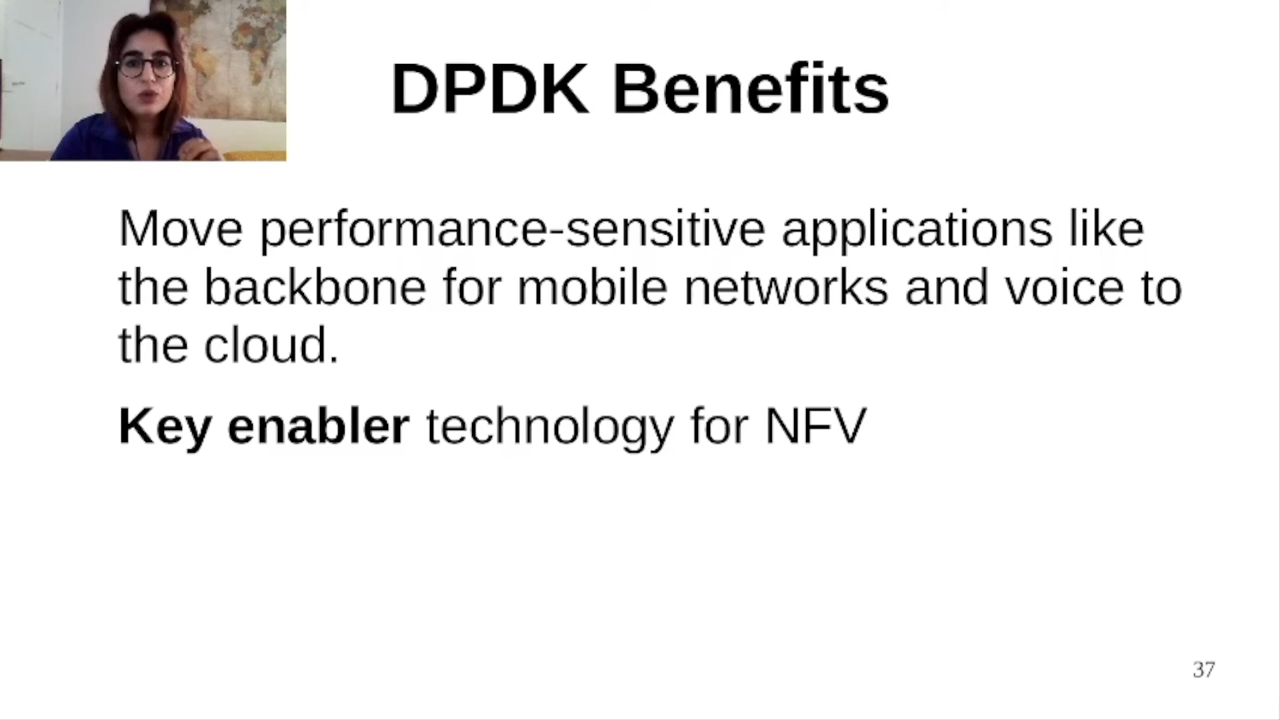 DPDK Benefits
Move performance-sensitive applications like
the backbone for mobile networks and voice to
the cloud.
Key enabler technology for NFV
37